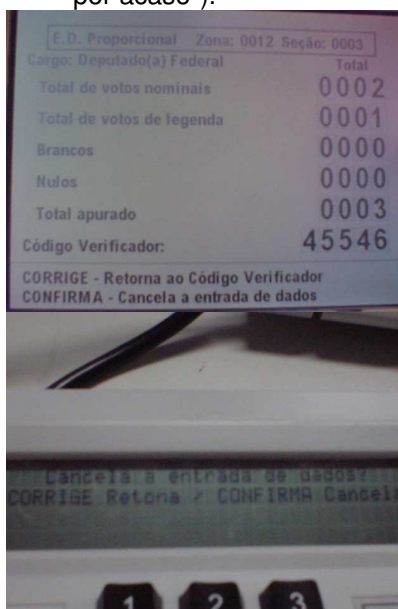 por acaso ).
E.D. Proporcional Zona: 0012 Seção: 0003
Cargo: Deputado(a) Federal Total
Total de votos nominais 0002
Total de votos de legenda 0001
Brancos 0000
Nulos 0000
Total apurado 0003
Código Verificador: 45546
CORRIGE - Retorna ao Código Verificador
CONFIRMA - Cancela a entrada de dados
Cancela a entrada de dados?
CORRIGE Retona / CONFIRMA Cancela
1 2 3